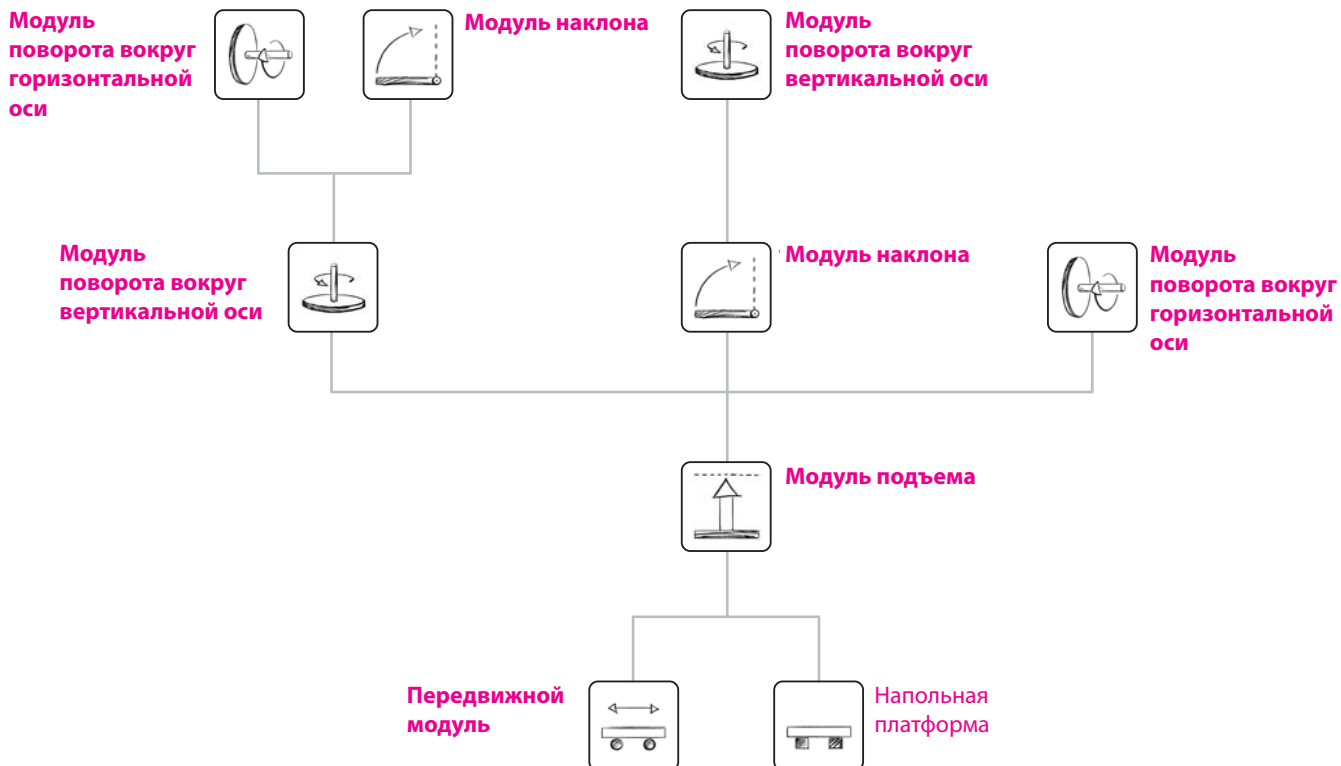 Модуль
поворота вокруг
горизонтальной
оси
Модуль наклона
Модуль
поворота вокруг
вертикальной оси
Модуль
поворота вокруг
вертикальной оси
Модуль наклона
Модуль
поворота вокруг
горизонтальной
оси
Модуль подъема
Передвижной
модуль
Напольная
платформа